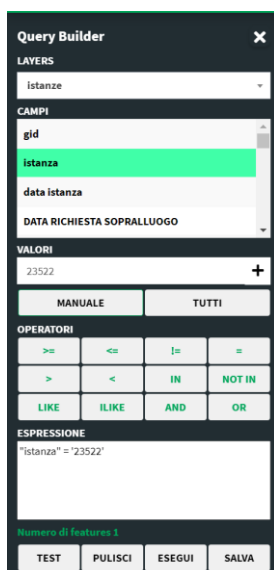 Query Builder ×
LAYERS
istanze
CAMPI
gid
istanza
data istanza
DATA RICHIESTA SOPRALLUOGO
VALORI
23522 +
MANUALE TUTTI
OPERATORI
>= <= != =
> < IN NOT IN
LIKE ILIKE AND OR
ESPRESSIONE
"istanza" = '23522'
Numero di features 1
TEST PULISCI ESEGUI SALVA